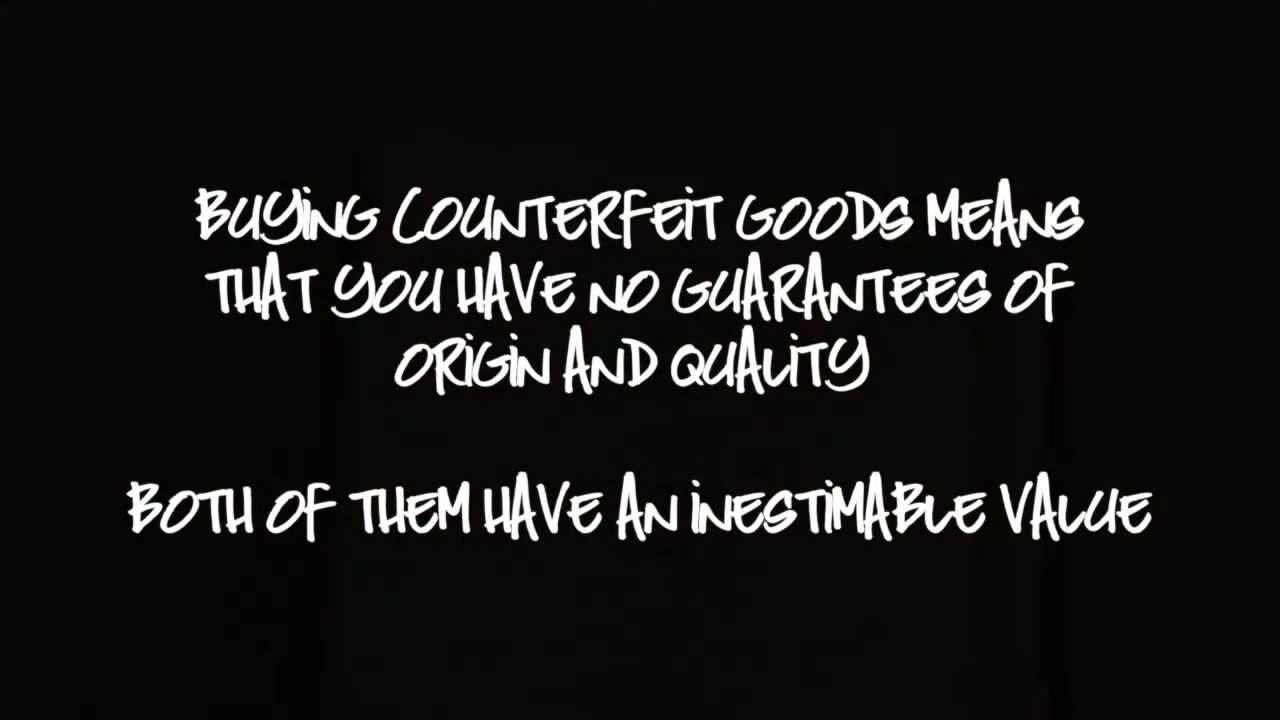 BUYING COUNTERFEIT GOODS MEANS
THAT YOU HAVE NO GUARANTEES OF
ORIGIN AND QUALITY
BOTH OF THEM HAVE AN INESTIMABLE VALUE